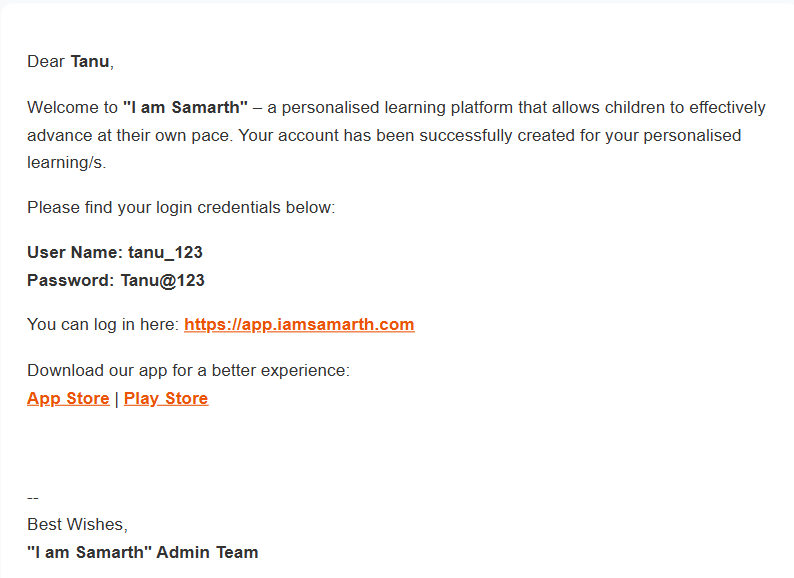 Dear Tanu,
Welcome to "I am Samarth" – a personalised learning platform that allows children to effectively
advance at their own pace. Your account has been successfully created for your personalised
learning/s.
Please find your login credentials below:
User Name: tanu_123
Password: Tanu@123
You can log in here: https://app.iamsamarth.com
Download our app for a better experience:
App Store | Play Store
--
Best Wishes,
"I am Samarth" Admin Team